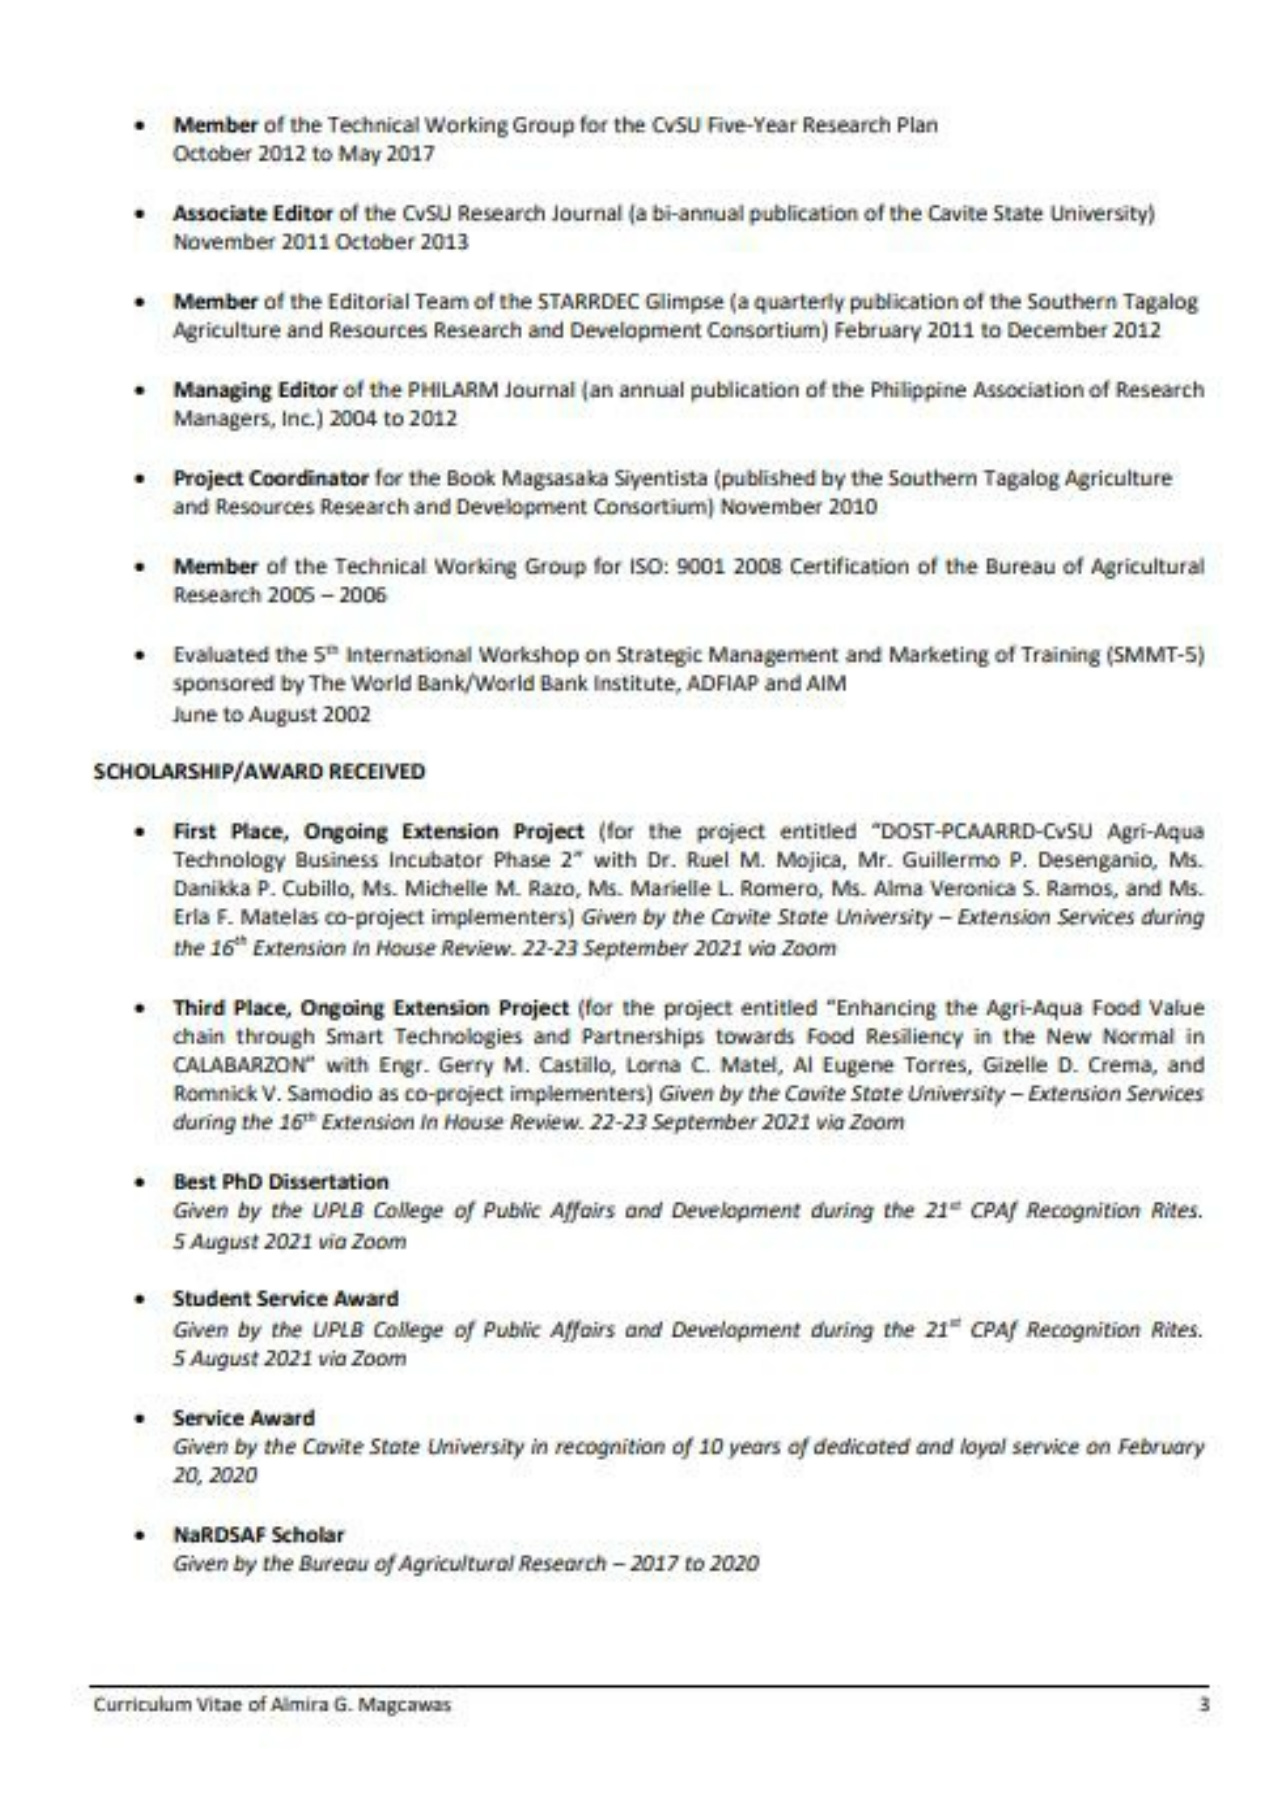 • Member of the Technical Working Group for the CvSU Five-Year Research Plan
October 2012 to May 2017
• Associate Editor of the CvSU Research Journal (a bi-annual publication of the Cavite State University)
November 2011 October 2013
• Member of the Editorial Team of the STARRDEC Glimpse (a quarterly publication of the Southern Tagalog
Agriculture and Resources Research and Development Consortium) February 2011 to December 2012
• Managing Editor of the PHILARM Journal (an annual publication of the Philippine Association of Research
Managers, Inc.) 2004 to 2012
• Project Coordinator for the Book Magsasaka Siyentista (published by the Southern Tagalog Agriculture
and Resources Research and Development Consortium) November 2010
• Member of the Technical Working Group for ISO: 9001 2008 Certification of the Bureau of Agricultural
Research 2005 – 2006
• Evaluated the 5th International Workshop on Strategic Management and Marketing of Training (SMMT-5)
sponsored by The World Bank/World Bank Institute, ADFIAP and AIM
June to August 2002
SCHOLARSHIP/AWARD RECEIVED
• First Place, Ongoing Extension Project (for the project entitled “DOST-PCAARRD-CvSU Agri-Aqua
Technology Business Incubator Phase 2” with Dr. Ruel M. Mojica, Mr. Guillermo P. Desenganio, Ms.
Danikka P. Cubillo, Ms. Michelle M. Razo, Ms. Marielle L. Romero, Ms. Alma Veronica S. Ramos, and Ms.
Erla F. Matelas co-project implementers) Given by the Cavite State University – Extension Services during
the 16th Extension In House Review. 22-23 September 2021 via Zoom
• Third Place, Ongoing Extension Project (for the project entitled “Enhancing the Agri-Aqua Food Value
chain through Smart Technologies and Partnerships towards Food Resiliency in the New Normal in
CALABARZON” with Engr. Gerry M. Castillo, Lorna C. Matel, Al Eugene Torres, Gizelle D. Crema, and
Romnick V. Samodio as co-project implementers) Given by the Cavite State University – Extension Services
during the 16th Extension In House Review. 22-23 September 2021 via Zoom
• Best PhD Dissertation
Given by the UPLB College of Public Affairs and Development during the 21st CPAf Recognition Rites.
5 August 2021 via Zoom
• Student Service Award
Given by the UPLB College of Public Affairs and Development during the 21st CPAf Recognition Rites.
5 August 2021 via Zoom
• Service Award
Given by the Cavite State University in recognition of 10 years of dedicated and loyal service on February
20, 2020
• NaRDSAF Scholar
Given by the Bureau of Agricultural Research – 2017 to 2020
Curriculum Vitae of Almira G. Magcawas 3